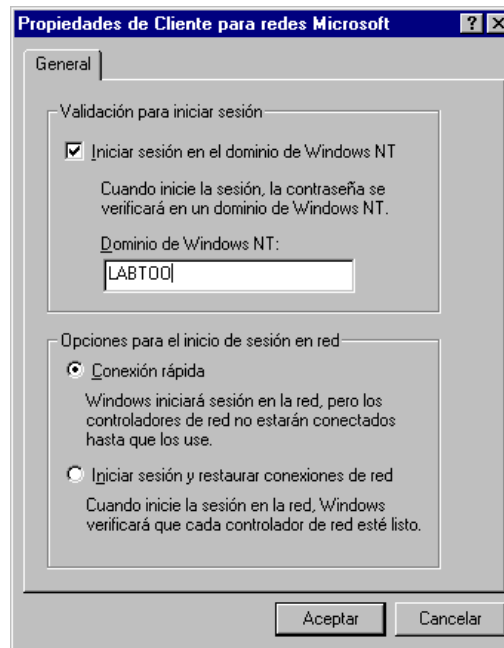 Propiedades de Cliente para redes Microsoft
General
Validación para iniciar sesión
Iniciar sesión en el dominio de Windows NT
Cuando inicie la sesión, la contraseña se
verificará en un dominio de Windows NT.
Dominio de Windows NT:
LABTOO
Opciones para el inicio de sesión en red
Conexión rápida
Windows iniciará sesión en la red, pero los
controladores de red no estarán conectados
hasta que los use.
Iniciar sesión y restaurar conexiones de red
Cuando inicie la sesión en la red, Windows
verificará que cada controlador de red esté listo.
Aceptar Cancelar